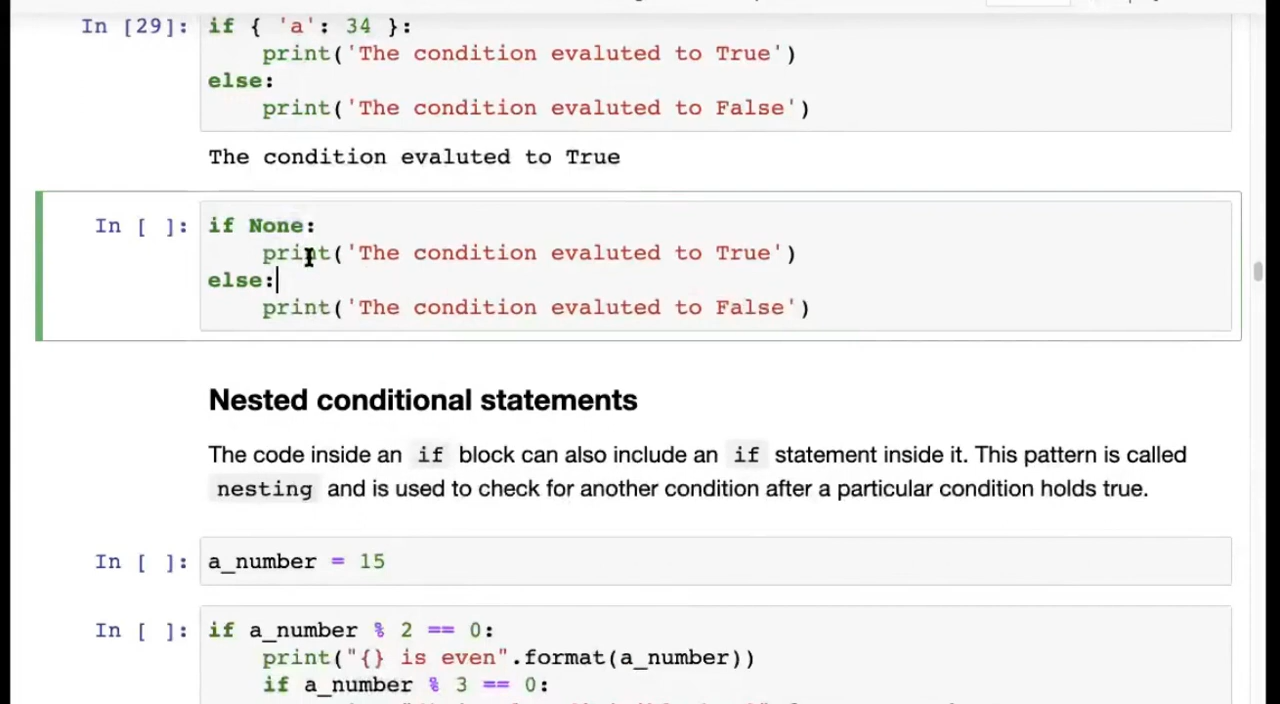 In [29]: if { 'a': 34 }:
print('The condition evaluted to True')
else:
print('The condition evaluted to False')
The condition evaluted to True
In [ ]: if None:
print('The condition evaluted to True')
else:
print('The condition evaluted to False')
Nested conditional statements
The code inside an if block can also include an if statement inside it. This pattern is called
nesting and is used to check for another condition after a particular condition holds true.
In [ ]: a_number = 15
In [ ]: if a_number % 2 == 0:
print("{} is even".format(a_number))
if a_number % 3 == 0: